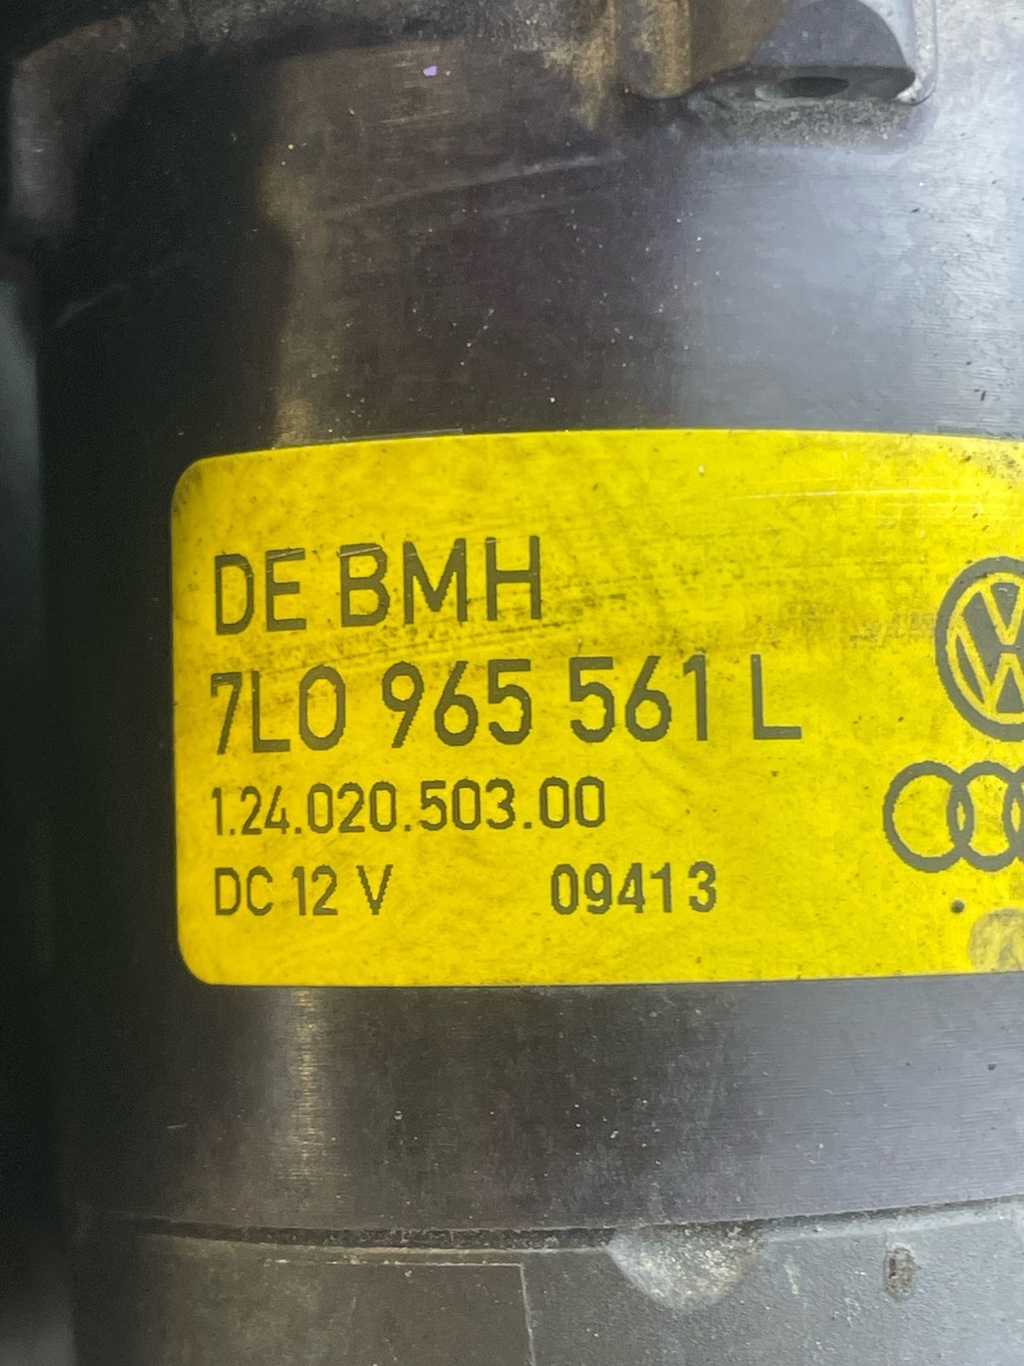 DE BMH
7L0 965 561 L
1.24.020.503.00
DC 12 V 09413